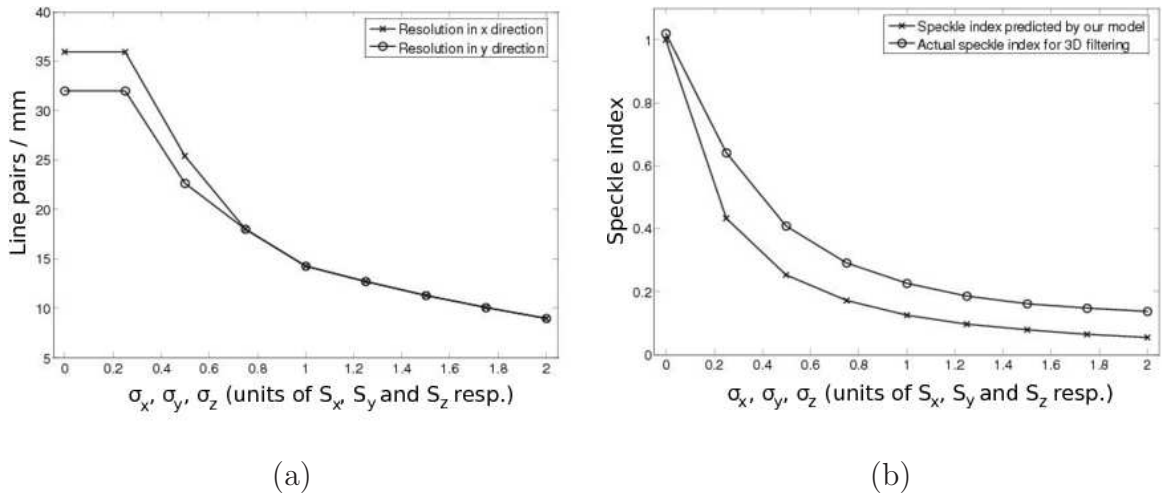 40
35
30
25
20
15
10
5
Line pairs / mm
Resolution in x direction
Resolution in y direction
0 0.2 0.4 0.6 0.8 1 1.2 1.4 1.6 1.8 2
σx, σy, σz (units of Sx, Sy and Sz resp.)
(a)
1
0.8
0.6
0.4
0.2
0
Speckle index
Speckle index predicted by our model
Actual speckle index for 3D filtering
0 0.2 0.4 0.6 0.8 1 1.2 1.4 1.6 1.8 2
σx, σy, σz (units of Sx, Sy and Sz resp.)
(b)